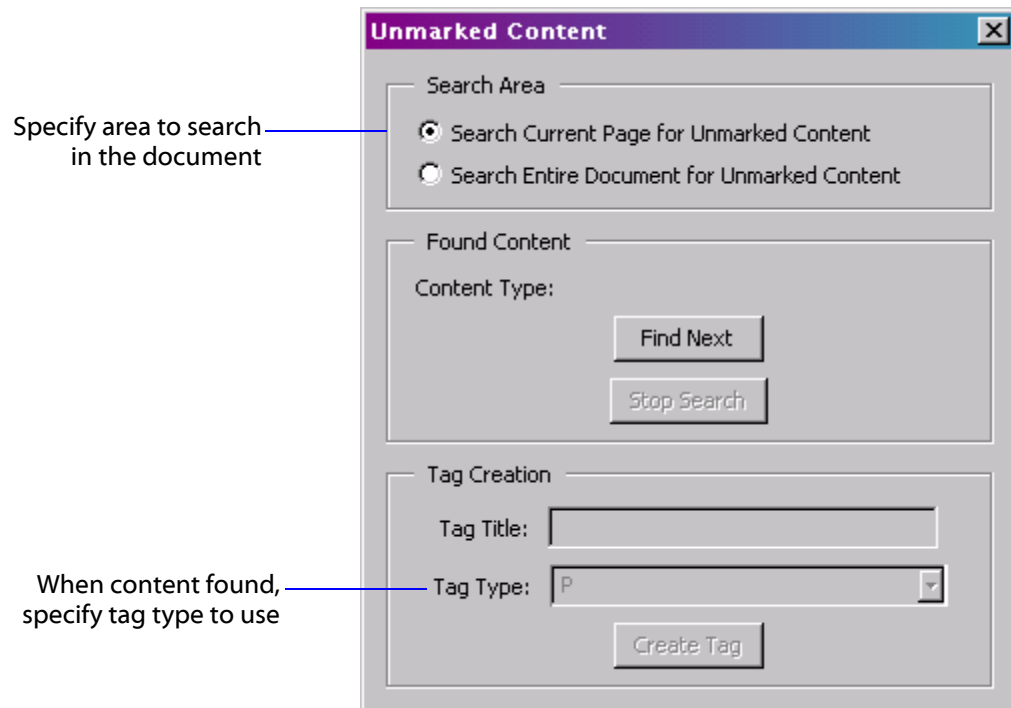 Unmarked Content
Search Area
Specify area to search
in the document
Search Current Page for Unmarked Content
Search Entire Document for Unmarked Content
Found Content
Content Type:
Find Next
Stop Search
Tag Creation
Tag Title:
When content found,
specify tag type to use
Tag Type: P
Create Tag